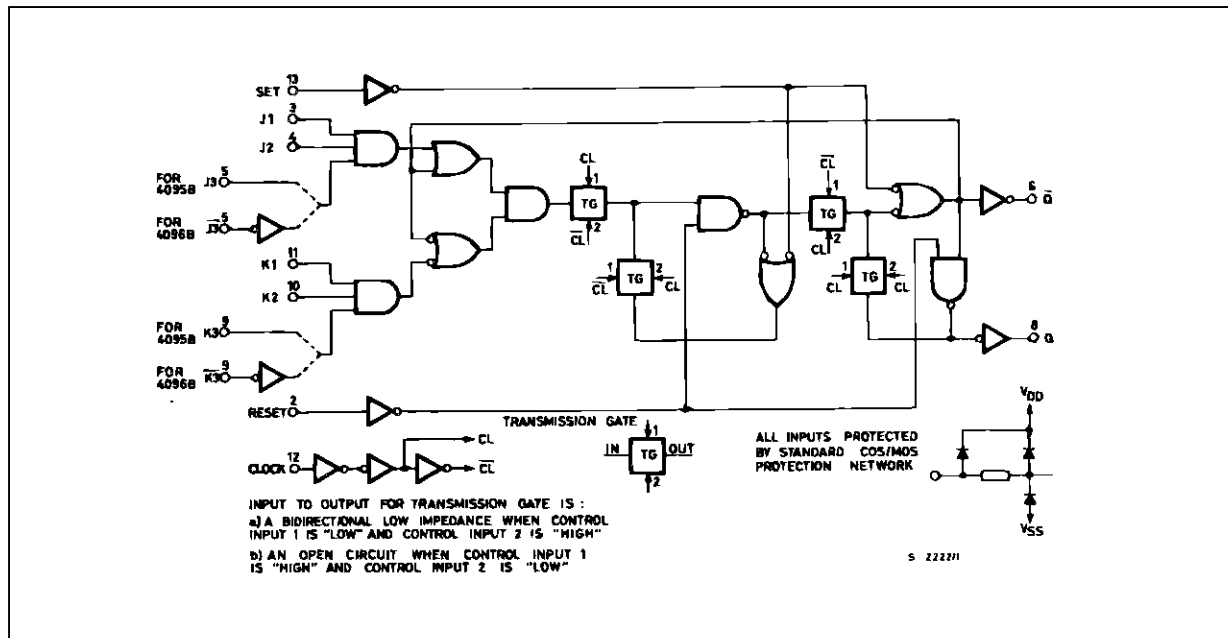 SET 13
J1 3
J2 4
FOR 4095B J3 5
FOR 4096B J3 5
K1 11
K2 10
FOR 4095B K3 9
FOR 4096B K3 9
RESET 2
CLOCK 12
CL
CL
CL
TG
1
2
CL
CL
TG
1
2
CL
CL
TG
1
2
CL
CL
TG
1
2
CL
CL
6 Q
8 Q
TRANSMISSION GATE
IN TG OUT
1
2
ALL INPUTS PROTECTED
BY STANDARD COS/MOS
PROTECTION NETWORK
VDD
VSS
INPUT TO OUTPUT FOR TRANSMISSION GATE IS :
a) A BIDIRECTIONAL LOW IMPEDANCE WHEN CONTROL
INPUT 1 IS "LOW" AND CONTROL INPUT 2 IS "HIGH"
b) AN OPEN CIRCUIT WHEN CONTROL INPUT 1
IS "HIGH" AND CONTROL INPUT 2 IS "LOW"